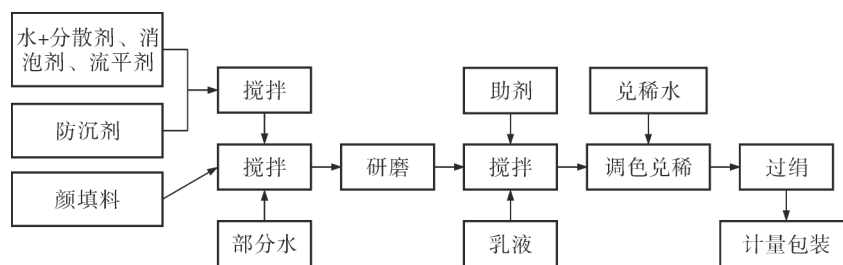 水+分散剂、消
泡剂、流平剂
防沉剂
颜填料
搅拌
搅拌
部分水
研磨
助剂
搅拌
乳液
兑稀水
调色兑稀
过绢
计量包装